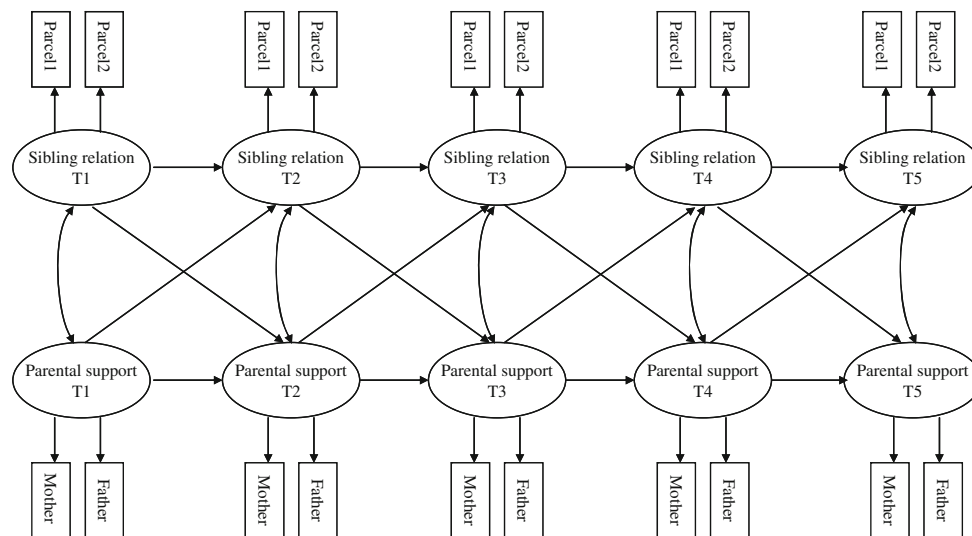 Parcel1
Parcel2
Parcel1
Parcel2
Parcel1
Parcel2
Parcel1
Parcel2
Parcel1
Parcel2
Sibling relation
T1
Sibling relation
T2
Sibling relation
T3
Sibling relation
T4
Sibling relation
T5
Parental support
T1
Parental support
T2
Parental support
T3
Parental support
T4
Parental support
T5
Mother
Father
Mother
Father
Mother
Father
Mother
Father
Mother
Father